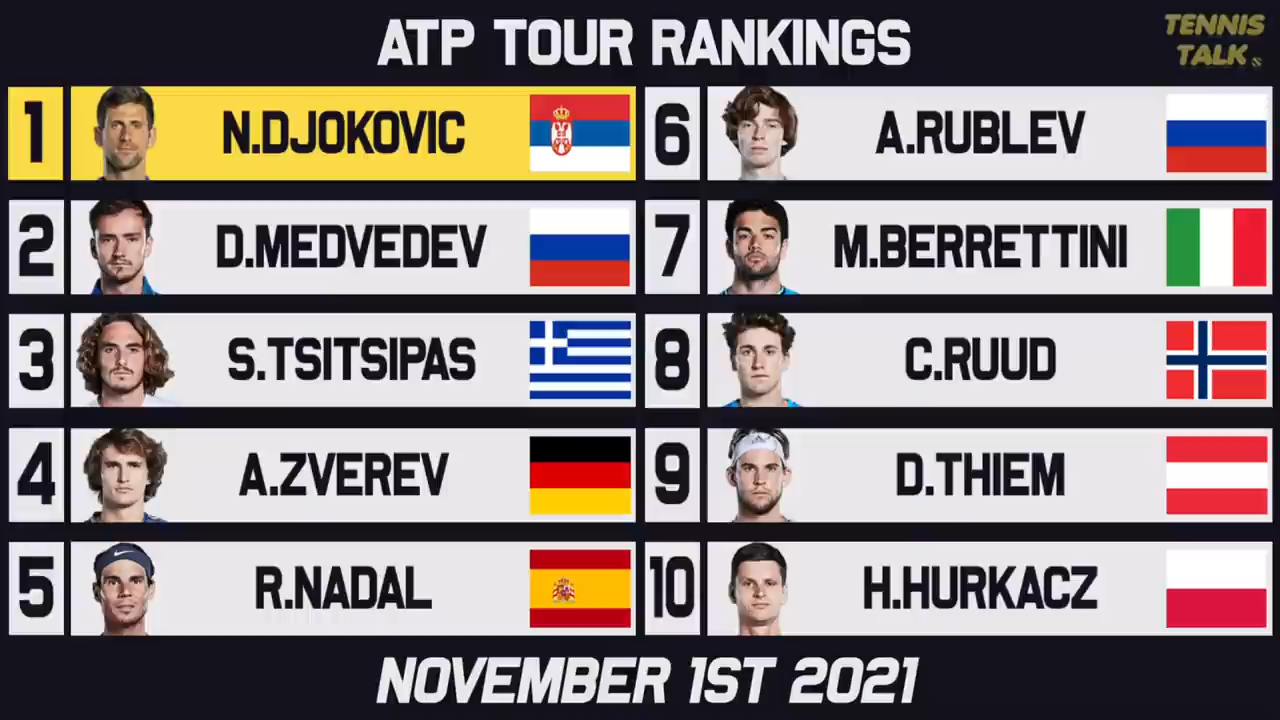 ATP TOUR RANKINGS
TENNIS
TALK
1 N.DJOKOVIC
2 D.MEDVEDEV
3 S.TSITSIPAS
4 A.ZVEREV
5 R.NADAL
6 A.RUBLEV
7 M.BERRETTINI
8 C.RUUD
9 D.THIEM
10 H.HURKACZ
NOVEMBER 1ST 2021